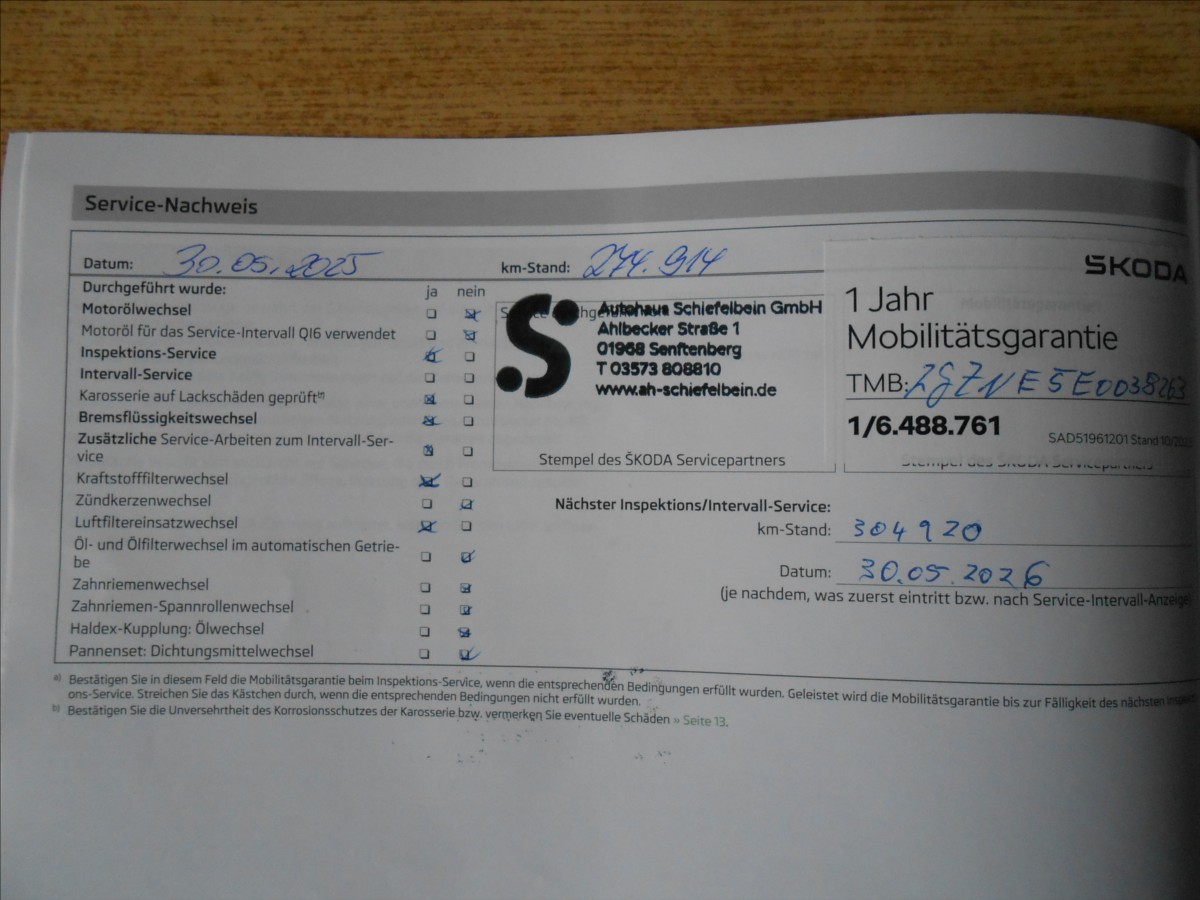 Service-Nachweis
Datum: 30.05.2025 km-Stand: 274.914
Durchgeführt wurde: ja nein
Motorölwechsel
Motoröl für das Service-Intervall QI6 verwendet
Inspektions-Service
Intervall-Service
Karosserie auf Lackschäden geprüft b)
Bremsflüssigkeitswechsel
Zusätzliche Service-Arbeiten zum Intervall-Ser-
vice
Kraftstofffilterwechsel
Zündkerzenwechsel
Luftfiltereinsatzwechsel
Öl- und Ölfilterwechsel im automatischen Getrie-
be
Zahnriemenwechsel
Zahnriemen-Spannrollenwechsel
Haldex-Kupplung: Ölwechsel
Pannenset: Dichtungsmittelwechsel
S
Autohaus Schiefelbein GmbH
Ahlbecker Straße 1
01968 Senftenberg
T 03573 808810
www.ah-schiefelbein.de
Stempel des ŠKODA Servicepartners
ŠKODA
1 Jahr
Mobilitätsgarantie
TMB: 2GZNE5E0038263
1/6.488.761
SAD51961201 Stand 10/
Stempel des ŠKODA Servicepartners
Nächster Inspektions/Intervall-Service:
km-Stand: 304920
Datum: 30.05.2026
(je nachdem, was zuerst eintritt bzw. nach Service-Intervall-Anzeige)
a) Bestätigen Sie in diesem Feld die Mobilitätsgarantie beim Inspektions-Service, wenn die entsprechenden Bedingungen erfüllt wurden. Geleistet wird die Mobilitätsgarantie bis zur Fälligkeit des nächsten Inspekti-
ons-Service. Streichen Sie das Kästchen durch, wenn die entsprechenden Bedingungen nicht erfüllt wurden.
b) Bestätigen Sie die Unversehrtheit des Korrosionsschutzes der Karosserie bzw. vermerken Sie eventuelle Schäden » Seite 13.